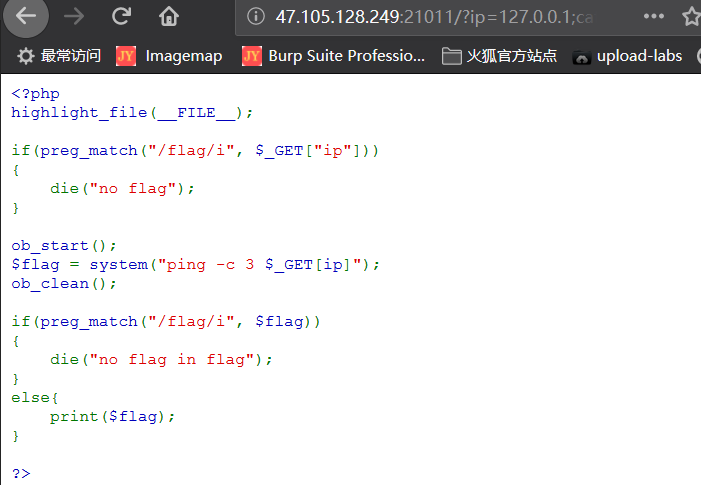 47.105.128.249:21011/?ip=127.0.0.1;ca
最常访问 JY Imagemap JY Burp Suite Professio... 火狐官方站点 upload-labs
<?php
highlight_file(__FILE__);
if(preg_match("/flag/i", $_GET["ip"]))
{
    die("no flag");
}
ob_start();
$flag = system("ping -c 3 $_GET[ip]");
ob_clean();
if(preg_match("/flag/i", $flag))
{
    die("no flag in flag");
}
else{
    print($flag);
}
?>